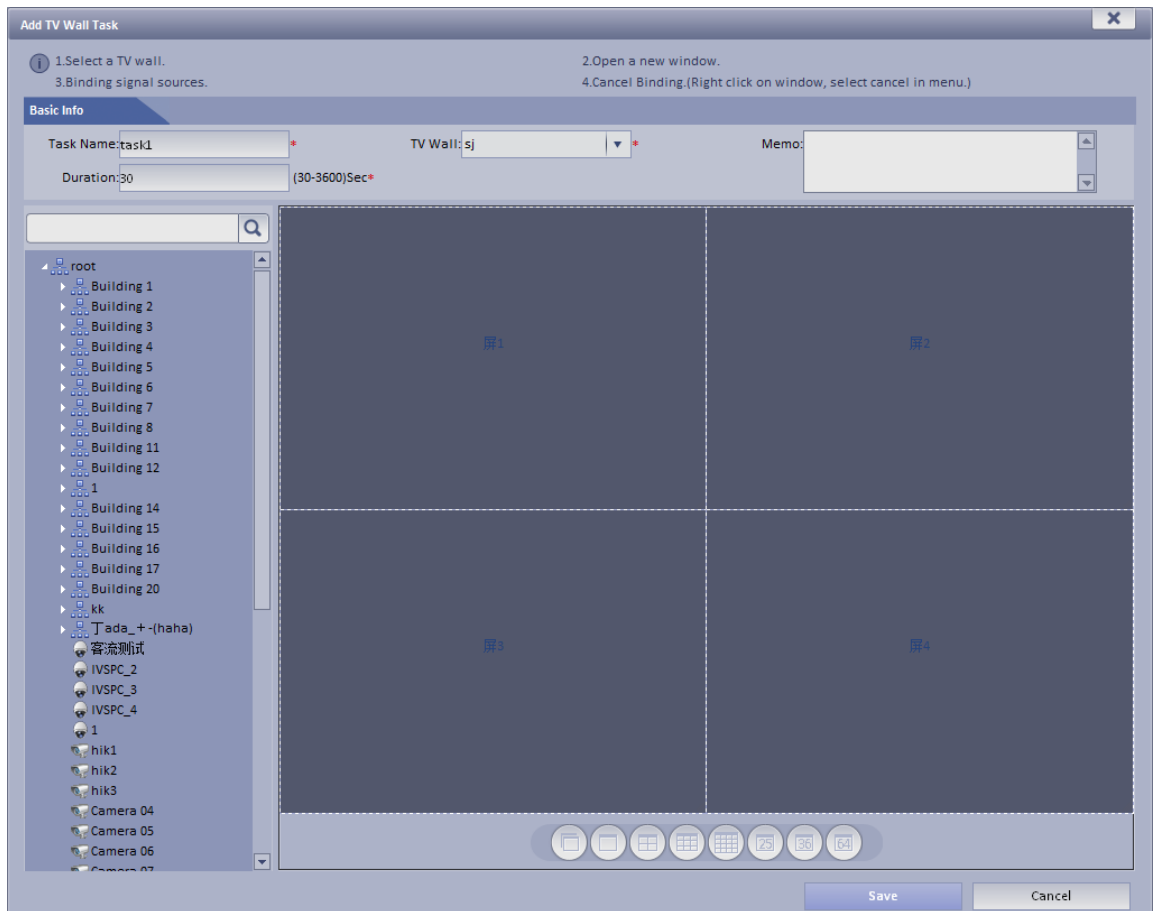 Add TV Wall Task
1.Select a TV wall.
2.Open a new window.
3.Binding signal sources.
4.Cancel Binding.(Right click on window, select cancel in menu.)
Basic Info
Task Name:task1 *
TV Wall:sj *
Memo:
Duration:30 (30-3600)Sec*
root
Building 1
Building 2
Building 3
Building 4
Building 5
Building 6
Building 7
Building 8
Building 11
Building 12
1
Building 14
Building 15
Building 16
Building 17
Building 20
kk
丁ada_+-(haha)
客流测试
IVSPC_2
IVSPC_3
IVSPC_4
1
hik1
hik2
hik3
Camera 04
Camera 05
Camera 06
Camera 07
屏1
屏2
屏3
屏4
25
36
64
Save
Cancel